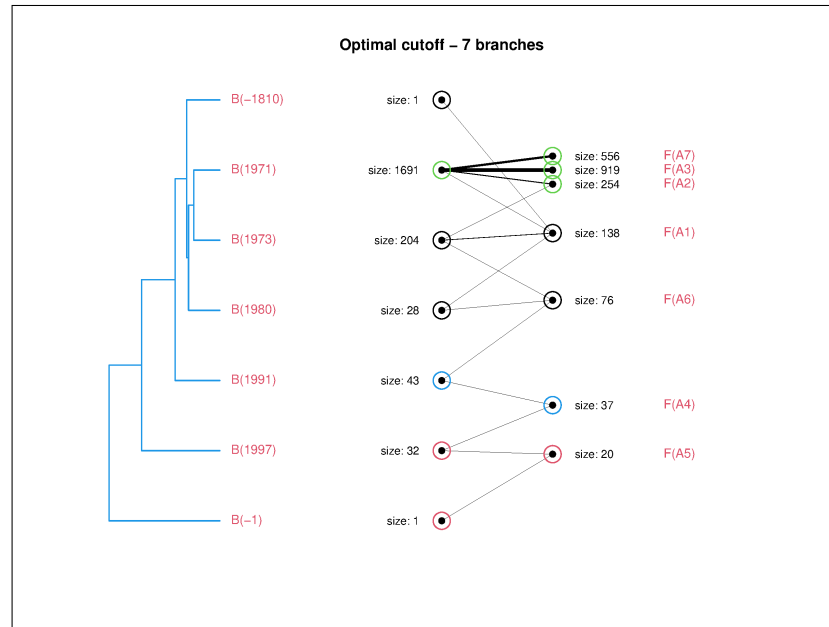 Optimal cutoff – 7 branches
B(−1810)
size: 1
size: 556
F(A7)
B(1971)
size: 1691
size: 919
F(A3)
size: 254
F(A2)
B(1973)
size: 204
size: 138
F(A1)
B(1980)
size: 28
size: 76
F(A6)
B(1991)
size: 43
size: 37
F(A4)
B(1997)
size: 32
size: 20
F(A5)
B(−1)
size: 1